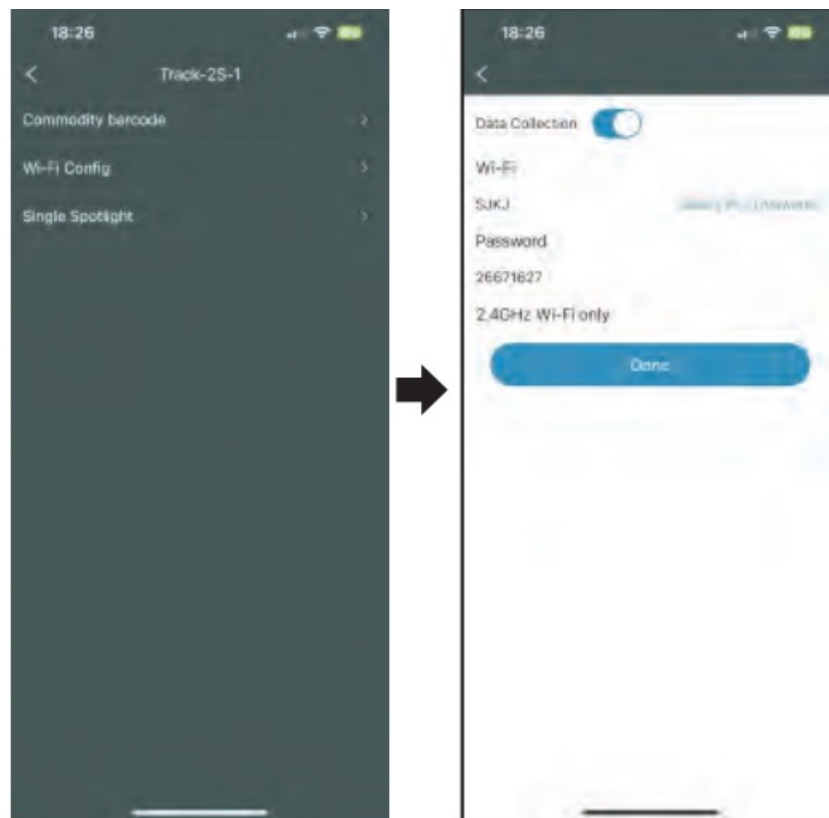 18:26
Track-2S-1
Commodity barcode
Wi-Fi Config
Single Spotlight
18:26
Data Collection
Wi-Fi
SJKJ
Password
26671627
2.4GHz Wi-Fi only
Done